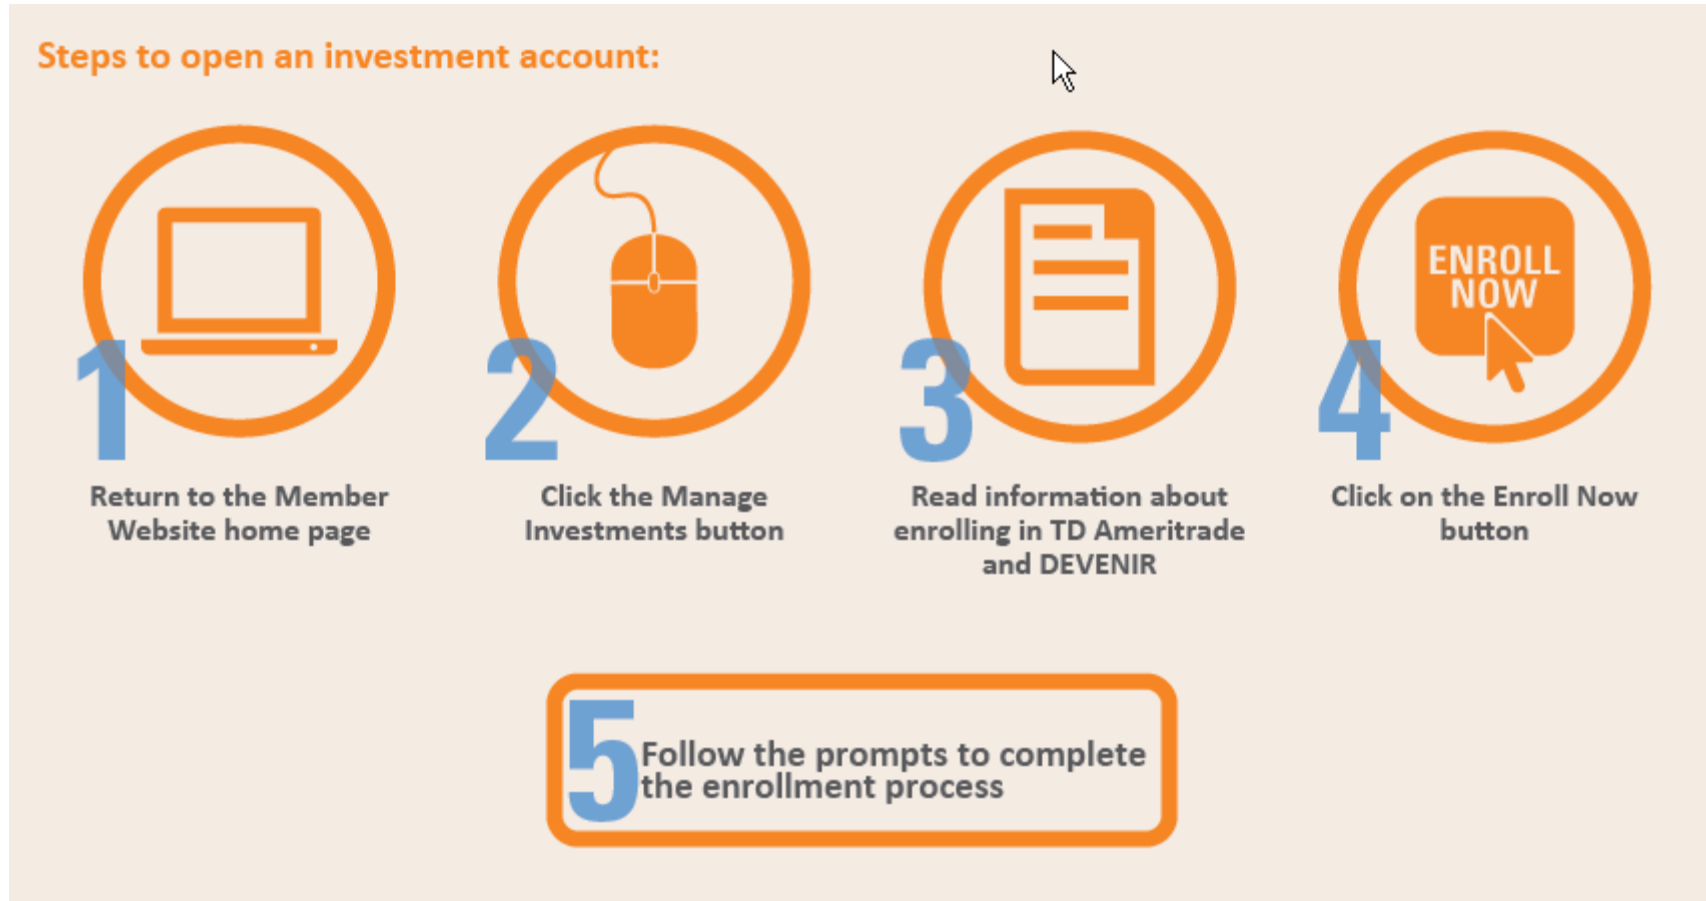 Steps to open an investment account:
ENROLL
NOW
1
2
3
4
Return to the Member
Website home page
Click the Manage
Investments button
Read information about
enrolling in TD Ameritrade
and DEVENIR
Click on the Enroll Now
button
5
Follow the prompts to complete
the enrollment process